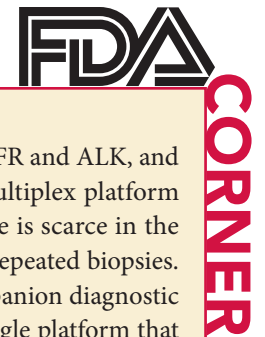 FDA
CORNER
FR and ALK, and
ultiplex platform
e is scarce in the
epeated biopsies.
panion diagnostic
gle platform that